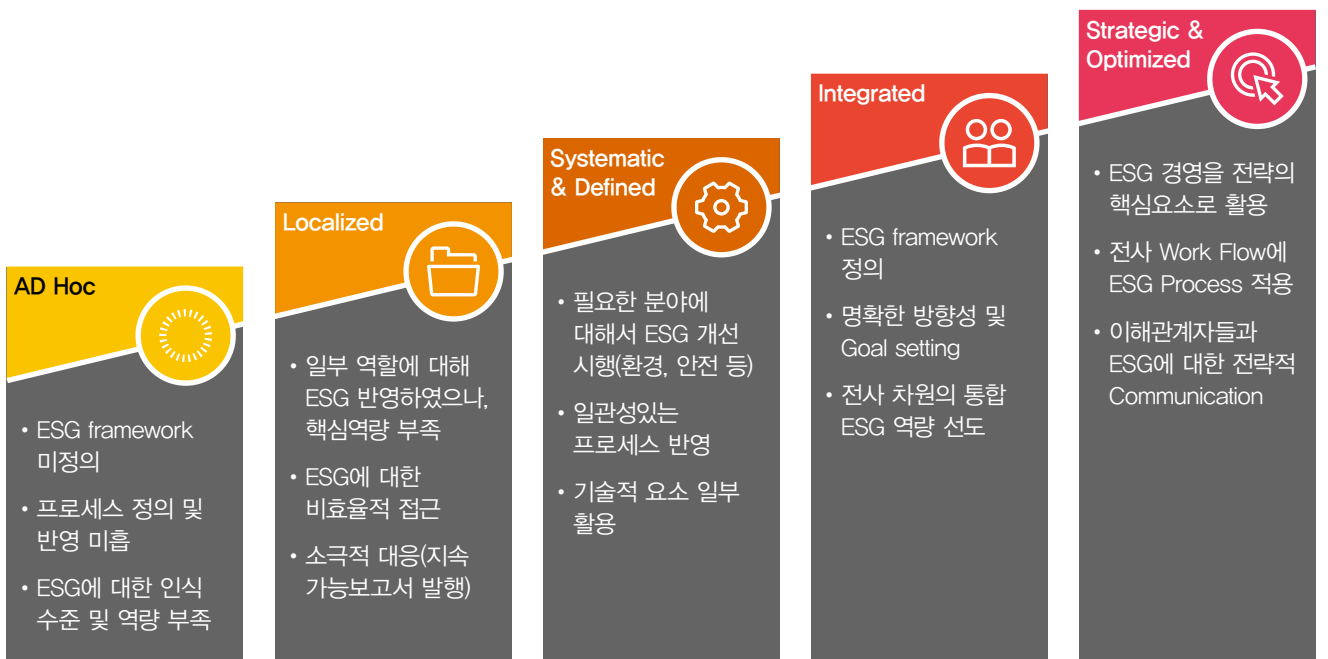 AD Hoc
• ESG framework
미정의
• 프로세스 정의 및
반영 미흡
• ESG에 대한 인식
수준 및 역량 부족
Localized
• 일부 역할에 대해
ESG 반영하였으나,
핵심역량 부족
• ESG에 대한
비효율적 접근
• 소극적 대응(지속
가능보고서 발행)
Systematic
& Defined
• 필요한 분야에
대해서 ESG 개선
시행(환경, 안전 등)
• 일관성있는
프로세스 반영
• 기술적 요소 일부
활용
Integrated
• ESG framework
정의
• 명확한 방향성 및
Goal setting
• 전사 차원의 통합
ESG 역량 선도
Strategic &
Optimized
• ESG 경영을 전략의
핵심요소로 활용
• 전사 Work Flow에
ESG Process 적용
• 이해관계자들과
ESG에 대한 전략적
Communication